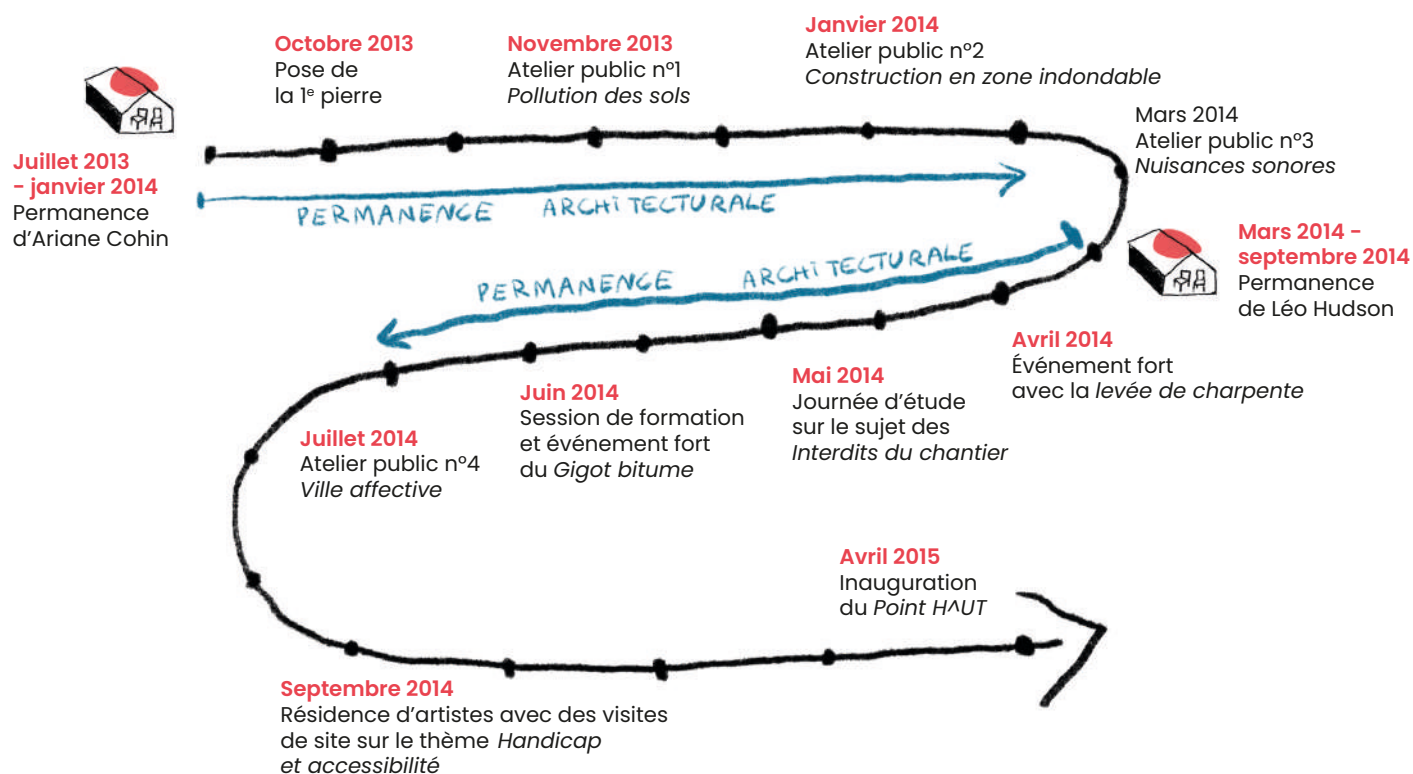 Octobre 2013
Pose de
la 1e pierre
Novembre 2013
Atelier public n°1
Pollution des sols
Janvier 2014
Atelier public n°2
Construction en zone indondable
Mars 2014
Atelier public n°3
Nuisances sonores
Juillet 2013
- janvier 2014
Permanence
d'Ariane Cohin
PERMANENCE ARCHITECTURALE
Mars 2014 -
septembre 2014
Permanence
de Léo Hudson
PERMANENCE ARCHITECTURALE
Avril 2014
Événement fort
avec la levée de charpente
Mai 2014
Journée d'étude
sur le sujet des
Interdits du chantier
Juin 2014
Session de formation
et événement fort
du Gigot bitume
Juillet 2014
Atelier public n°4
Ville affective
Septembre 2014
Résidence d'artistes avec des visites
de site sur le thème Handicap
et accessibilité
Avril 2015
Inauguration
du Point H^UT